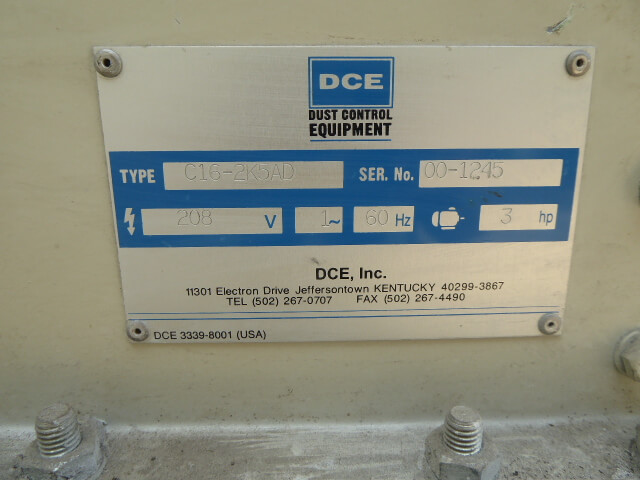 DCE
DUST CONTROL
EQUIPMENT
TYPE C16-2K5AD SER. No. 00-1245
208 V 1~ 60 Hz 3 hp
DCE, Inc.
11301 Electron Drive Jeffersontown KENTUCKY 40299-3867
TEL (502) 267-0707 FAX (502) 267-4490
DCE 3339-8001 (USA)